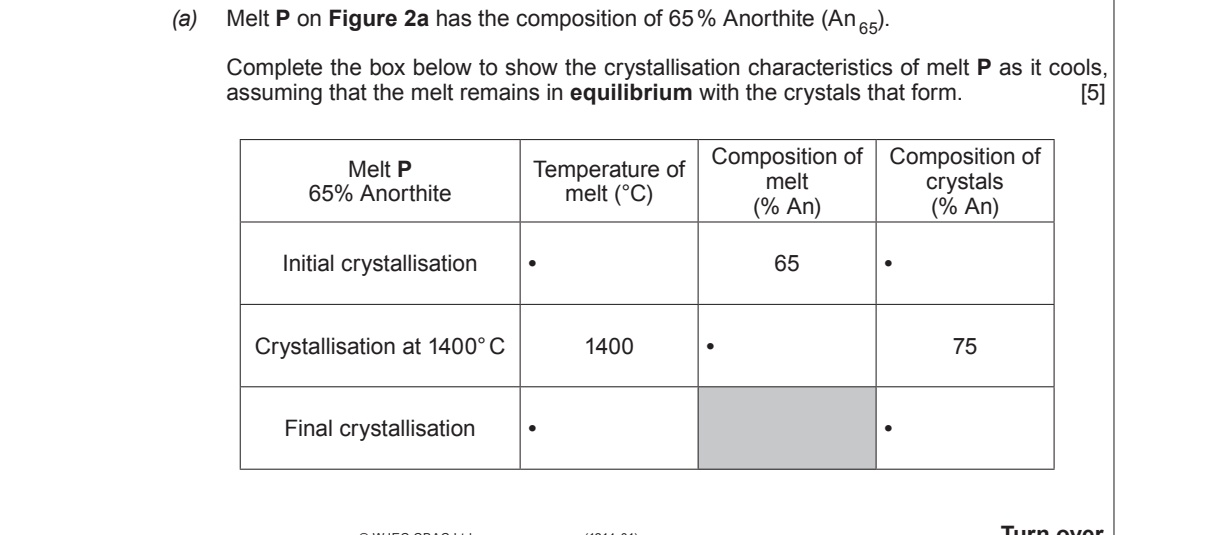 (a) Melt P on Figure 2a has the composition of 65% Anorthite (An65).
Complete the box below to show the crystallisation characteristics of melt P as it cools,
assuming that the melt remains in equilibrium with the crystals that form. [5]
Melt P
65% Anorthite
Temperature of
melt (°C)
Composition of
melt
(% An)
Composition of
crystals
(% An)
Initial crystallisation • 65 •
Crystallisation at 1400°C 1400 • 75
Final crystallisation • •
Turn over